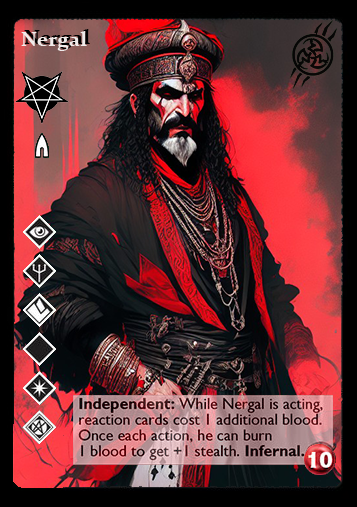 Nergal
Independent: While Nergal is acting,
reaction cards cost 1 additional blood.
Once each action, he can burn
1 blood to get +1 stealth. Infernal.
10